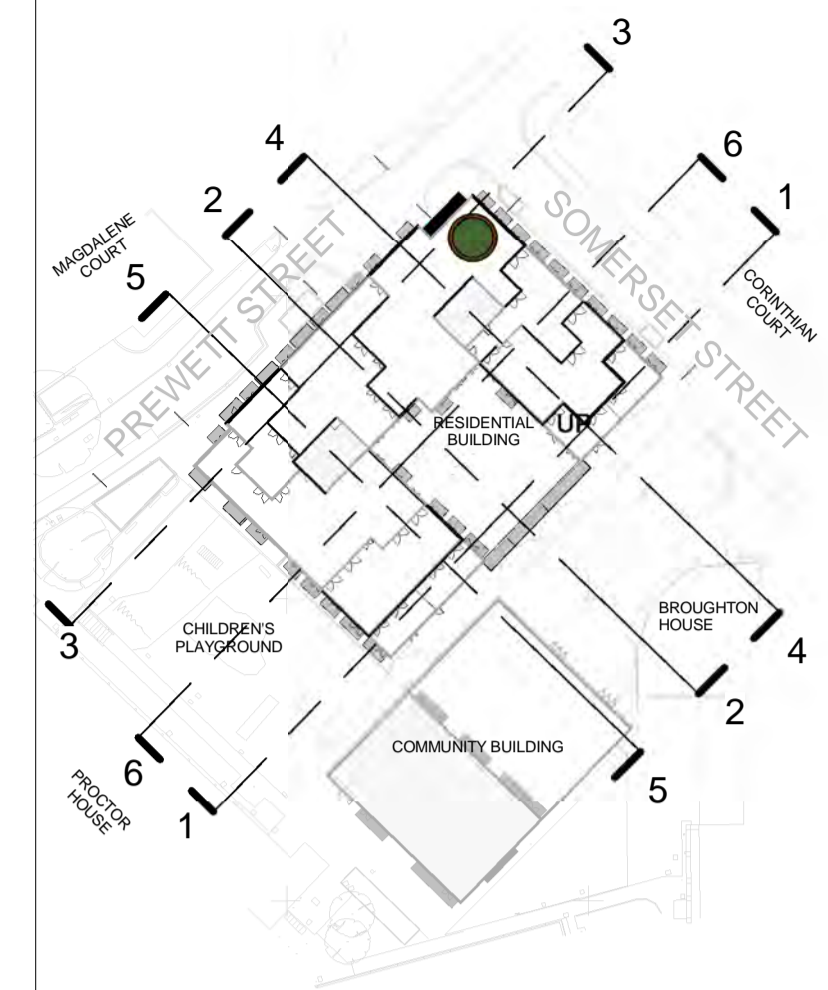 3
4
6
2
1
MAGDALENE
COURT
SOMERSET STREET
5
CORINTHIAN
COURT
PREWETT STREET
RESIDENTIAL
BUILDING
UP
BROUGHTON
HOUSE
3
CHILDREN'S
PLAYGROUND
4
2
COMMUNITY BUILDING
6
5
PROCTOR
HOUSE
1